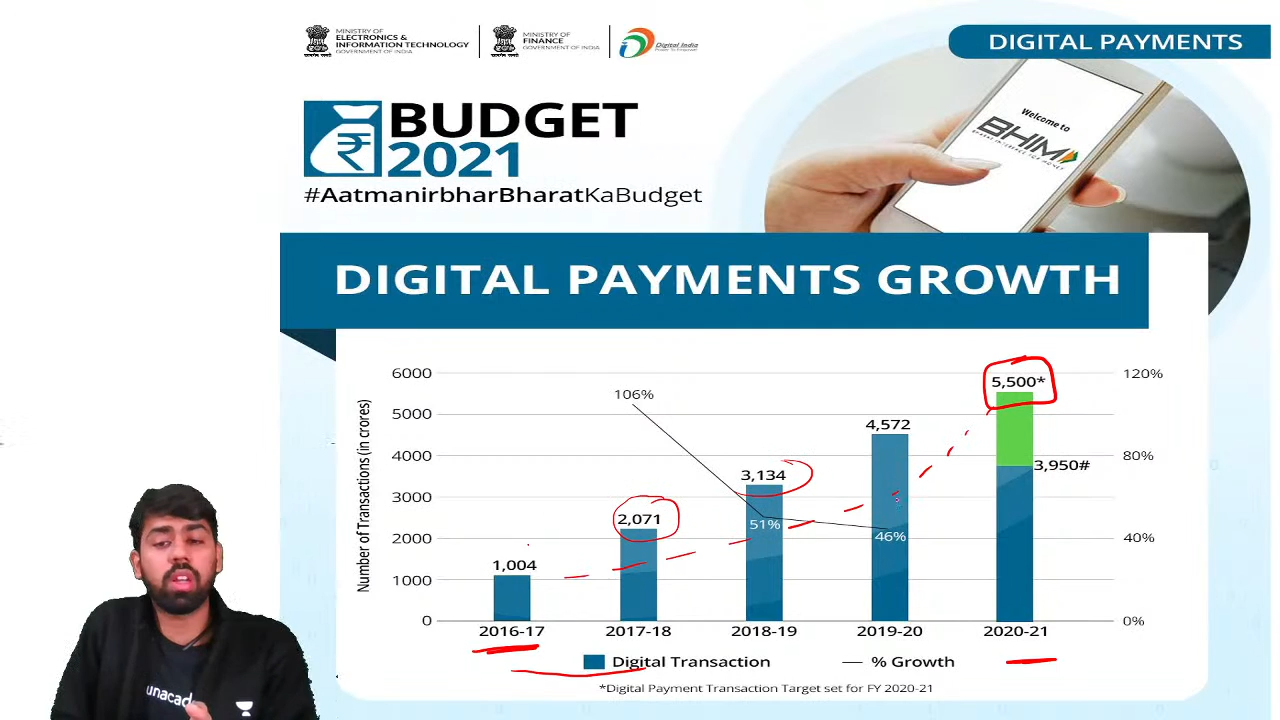 MINISTRY OF
ELECTRONICS &
INFORMATION TECHNOLOGY
GOVERNMENT OF INDIA
MINISTRY OF
FINANCE
GOVERNMENT OF INDIA
Digital India
Power To Empower
DIGITAL PAYMENTS
BUDGET
2021
#AatmanirbharBharatKaBudget
Welcome to
BHIM
DIGITAL PAYMENTS GROWTH
Number of Transactions (in crores)
6000
5000
4000
3000
2000
1000
0
120%
80%
40%
0%
1,004
2,071
3,134
4,572
5,500*
3,950#
106%
51%
46%
2016-17
2017-18
2018-19
2019-20
2020-21
Digital Transaction
% Growth
*Digital Payment Transaction Target set for FY 2020-21
unacad